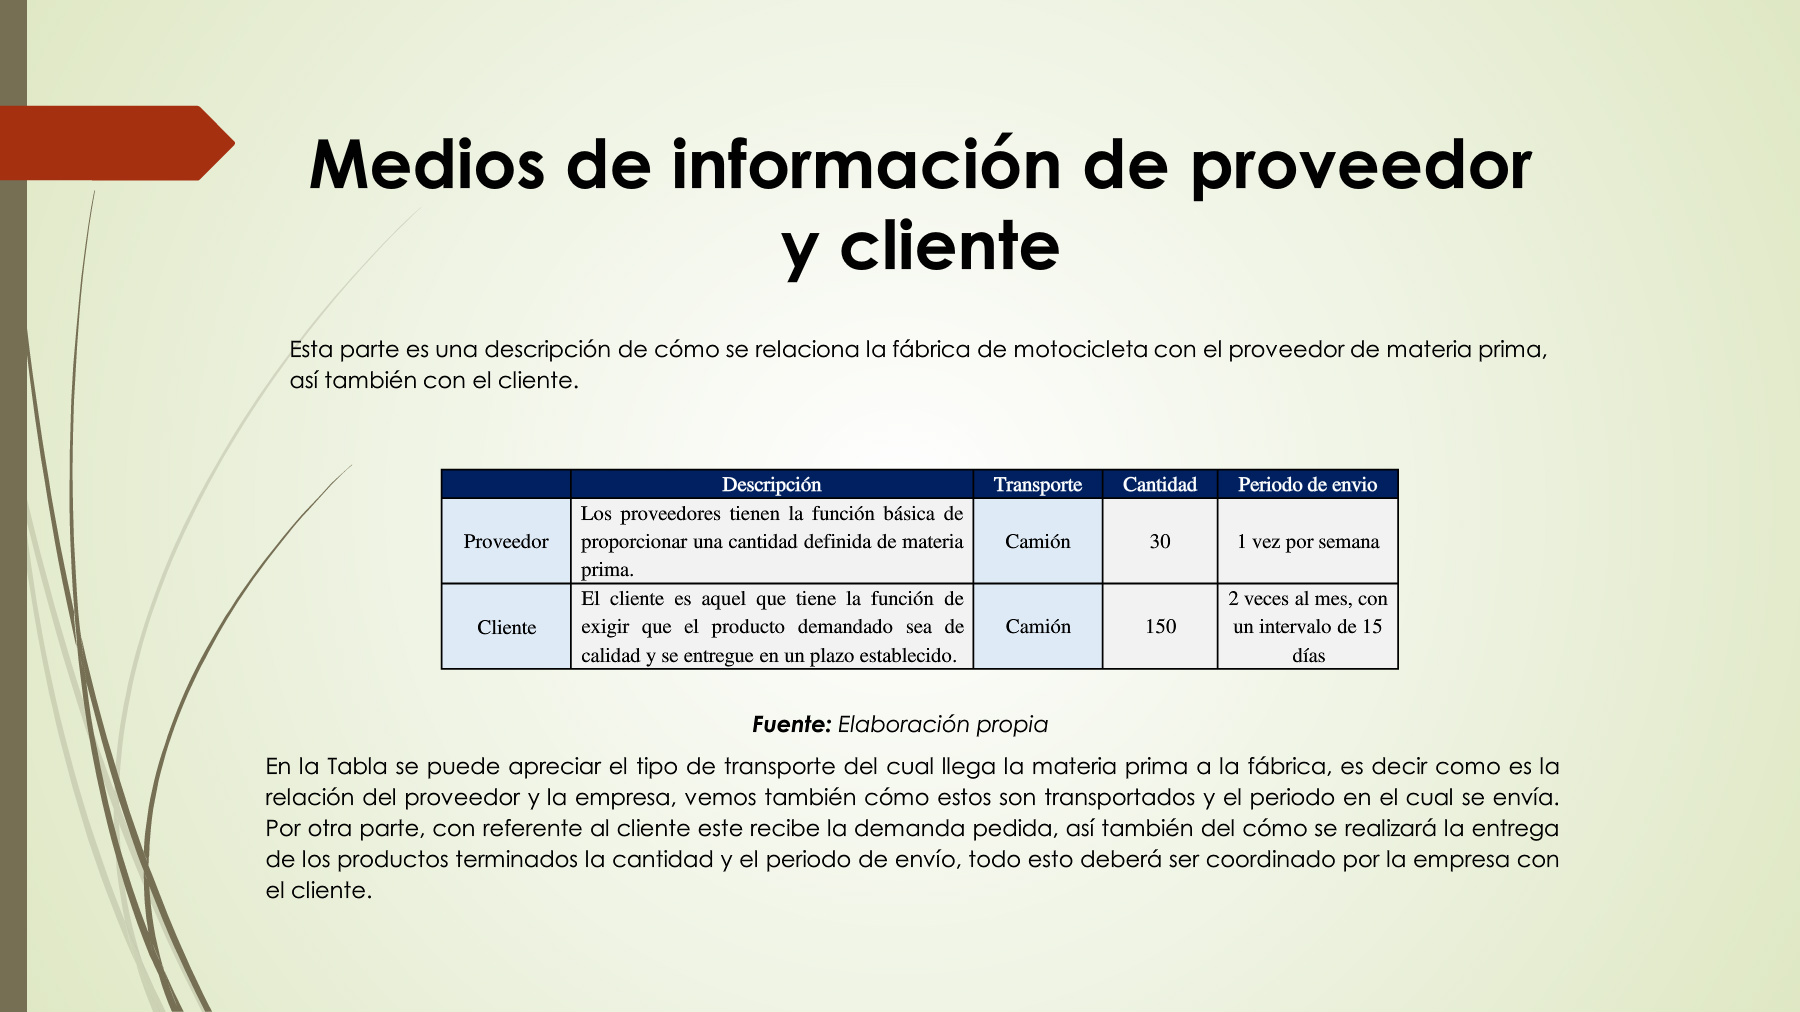 Medios de información de proveedor
y cliente
Esta parte es una descripción de cómo se relaciona la fábrica de motocicleta con el proveedor de materia prima,
así también con el cliente.
Descripción Transporte Cantidad Periodo de envio
Los proveedores tienen la función básica de
Proveedor proporcionar una cantidad definida de materia Camión 30 1 vez por semana
prima.
El cliente es aquel que tiene la función de 2 veces al mes, con
Cliente exigir que el producto demandado sea de Camión 150 un intervalo de 15
calidad y se entregue en un plazo establecido. días
Fuente: Elaboración propia
En la Tabla se puede apreciar el tipo de transporte del cual llega la materia prima a la fábrica, es decir como es la
relación del proveedor y la empresa, vemos también cómo estos son transportados y el periodo en el cual se envía.
Por otra parte, con referente al cliente este recibe la demanda pedida, así también del cómo se realizará la entrega
de los productos terminados la cantidad y el periodo de envío, todo esto deberá ser coordinado por la empresa con
el cliente.